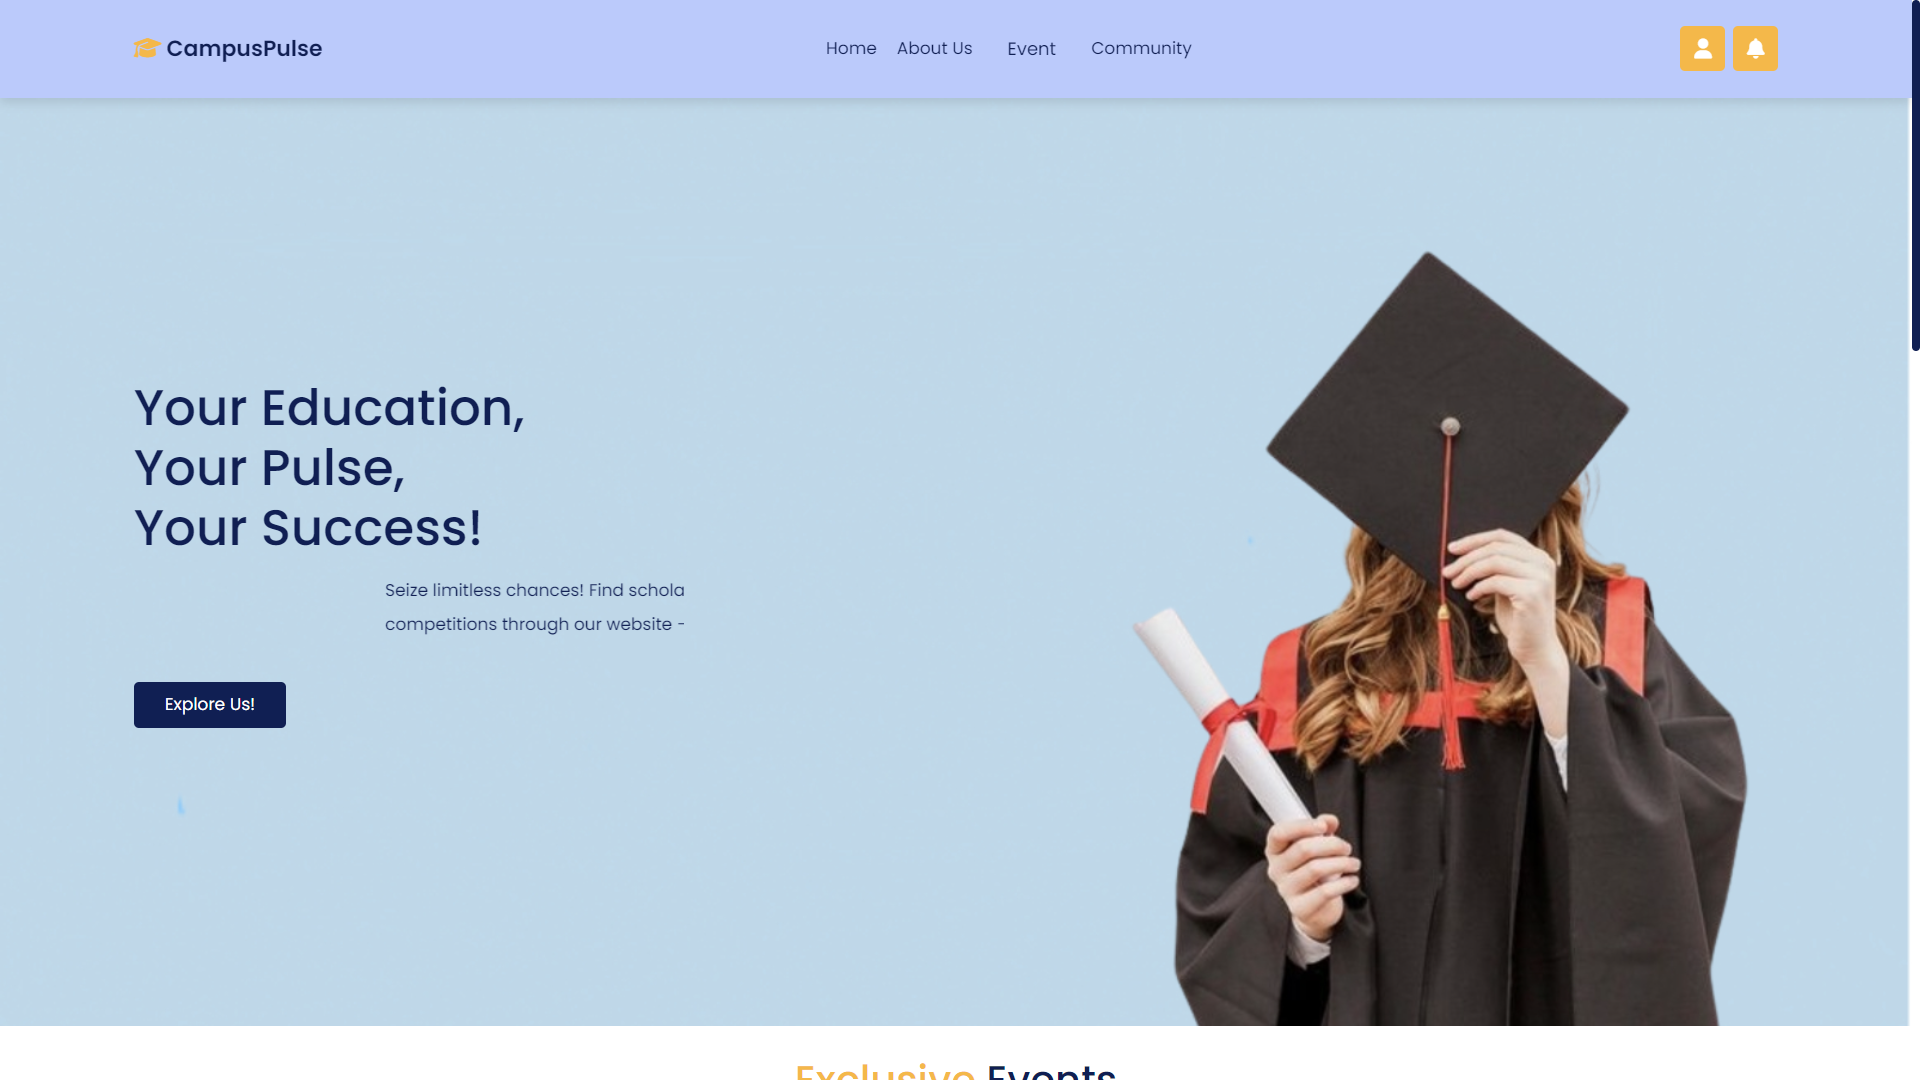 CampusPulse
Home
About Us
Event
Community
Your Education,
Your Pulse,
Your Success!
Seize limitless chances! Find schola
competitions through our website -
Explore Us!
Exclusive Events